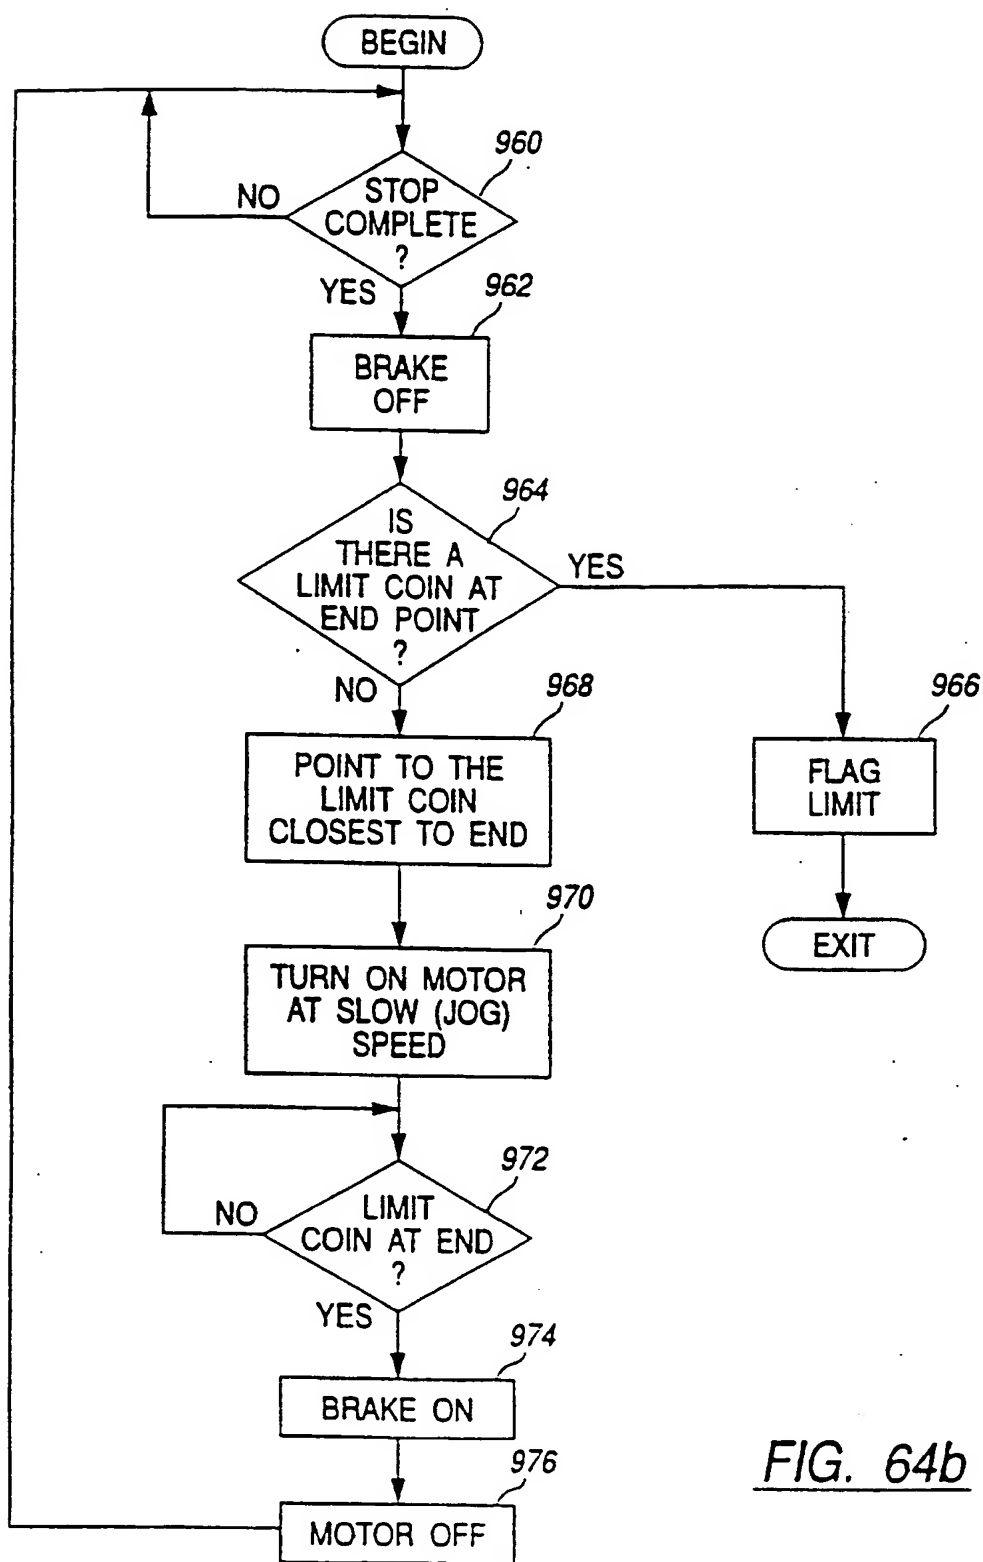 BEGIN
960
STOP
COMPLETE
?
NO
YES
962
BRAKE
OFF
964
IS
THERE A
LIMIT COIN AT
END POINT
?
YES
NO
968
POINT TO THE
LIMIT COIN
CLOSEST TO END
966
FLAG
LIMIT
EXIT
970
TURN ON MOTOR
AT SLOW (JOG)
SPEED
972
LIMIT
COIN AT END
?
NO
YES
974
BRAKE ON
976
MOTOR OFF
FIG. 64b